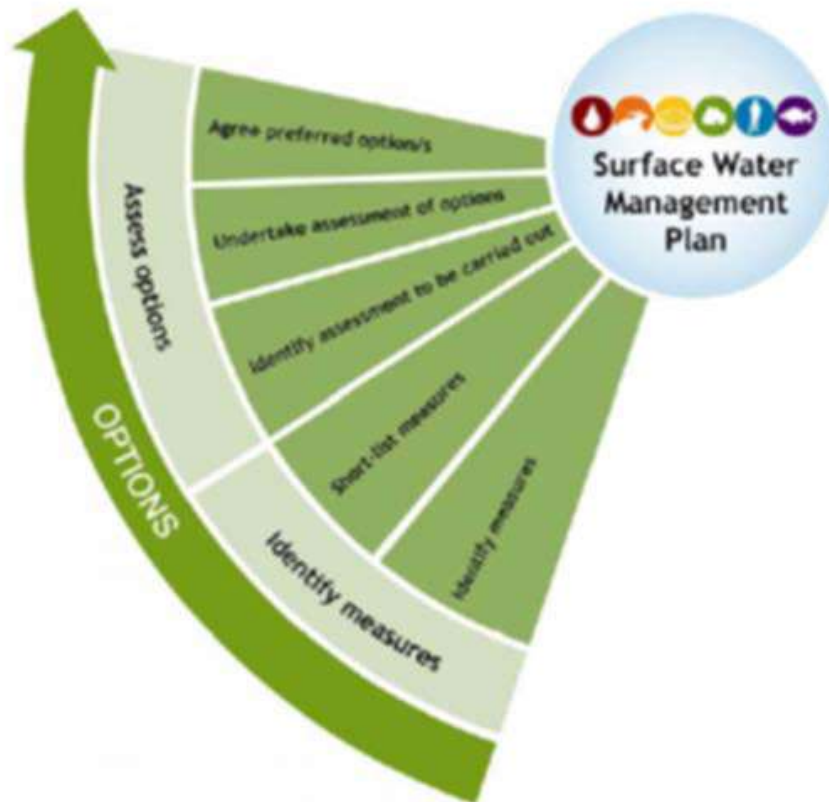 Surface Water
Management
Plan
Agree preferred option/s
Undertake assessment of options
Identify assessment to be carried out
Short-list measures
Identify measures
Assess options
Identify measures
OPTIONS